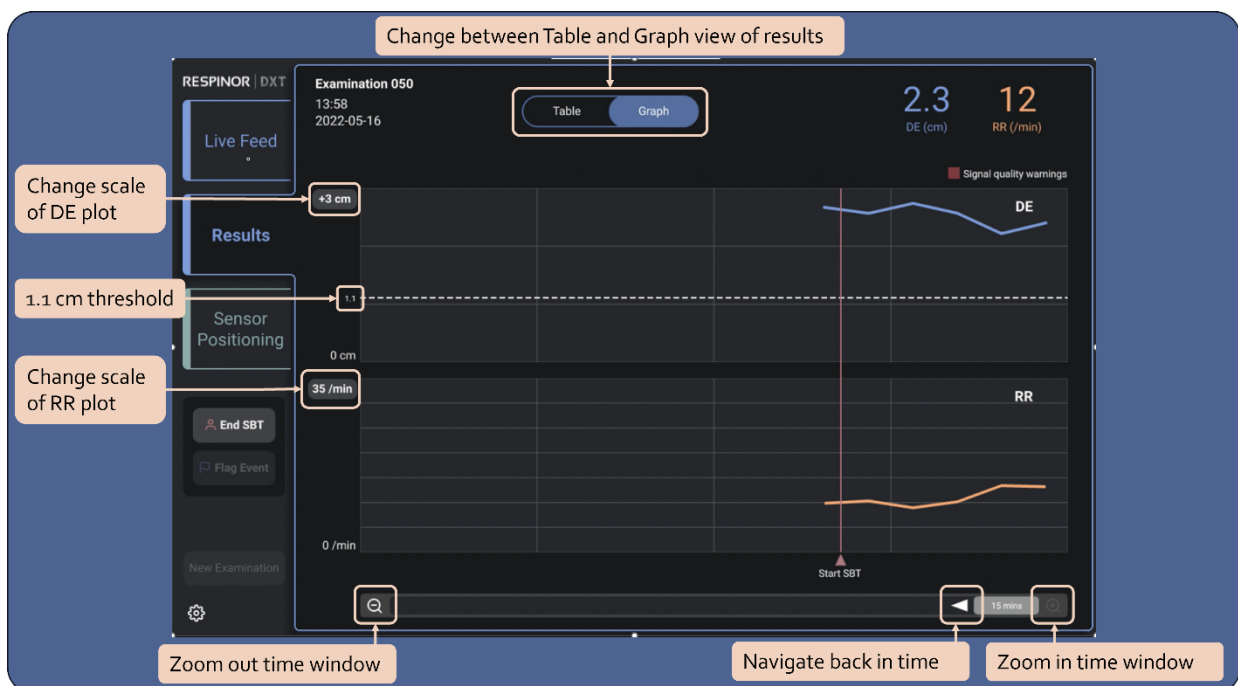 Change between Table and Graph view of results
RESPINOR | DXT
Examination 050
13:58
2022-05-16
Table
Graph
2.3
DE (cm)
12
RR (/min)
Live Feed
Signal quality warnings
Change scale
of DE plot
+3 cm
DE
Results
1.1 cm threshold
1.1
Sensor
Positioning
0 cm
Change scale
of RR plot
35 /min
RR
End SBT
Flag Event
0 /min
New Examination
Start SBT
15 mins
Zoom out time window
Navigate back in time
Zoom in time window